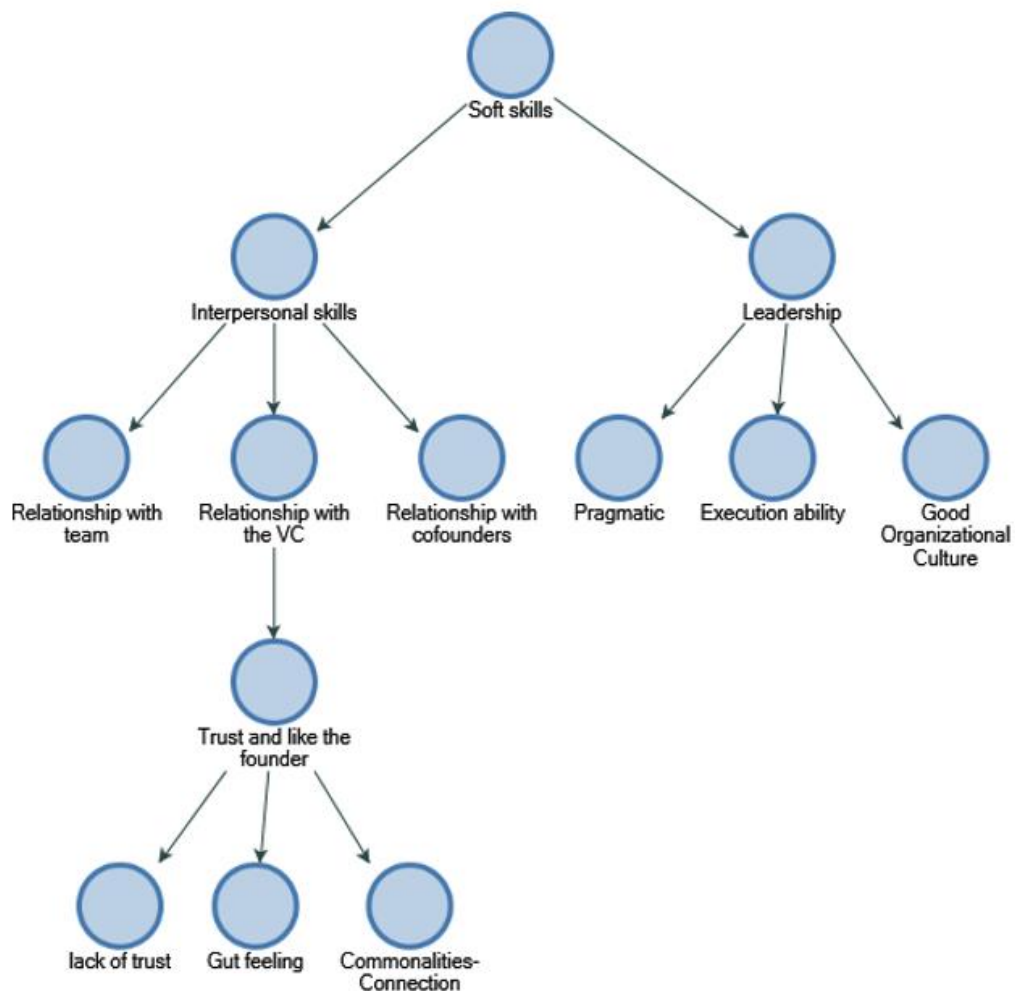 Soft skills
Interpersonal skills
Leadership
Relationship with
team
Relationship with
the VC
Relationship with
cofounders
Pragmatic
Execution ability
Good
Organizational
Culture
Trust and like the
founder
lack of trust
Gut feeling
Commonalities-
Connection